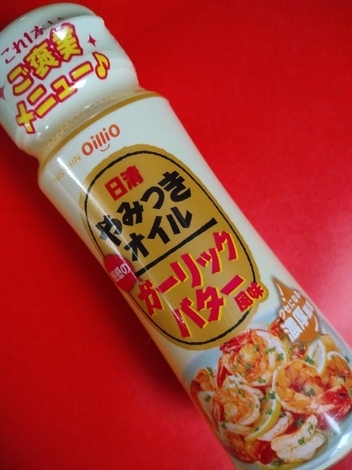 これ1本で
ご褒美
メニュー♪
NISSHIN OilliO
日清
やみつき
オイル
ガーリック
バター
風味